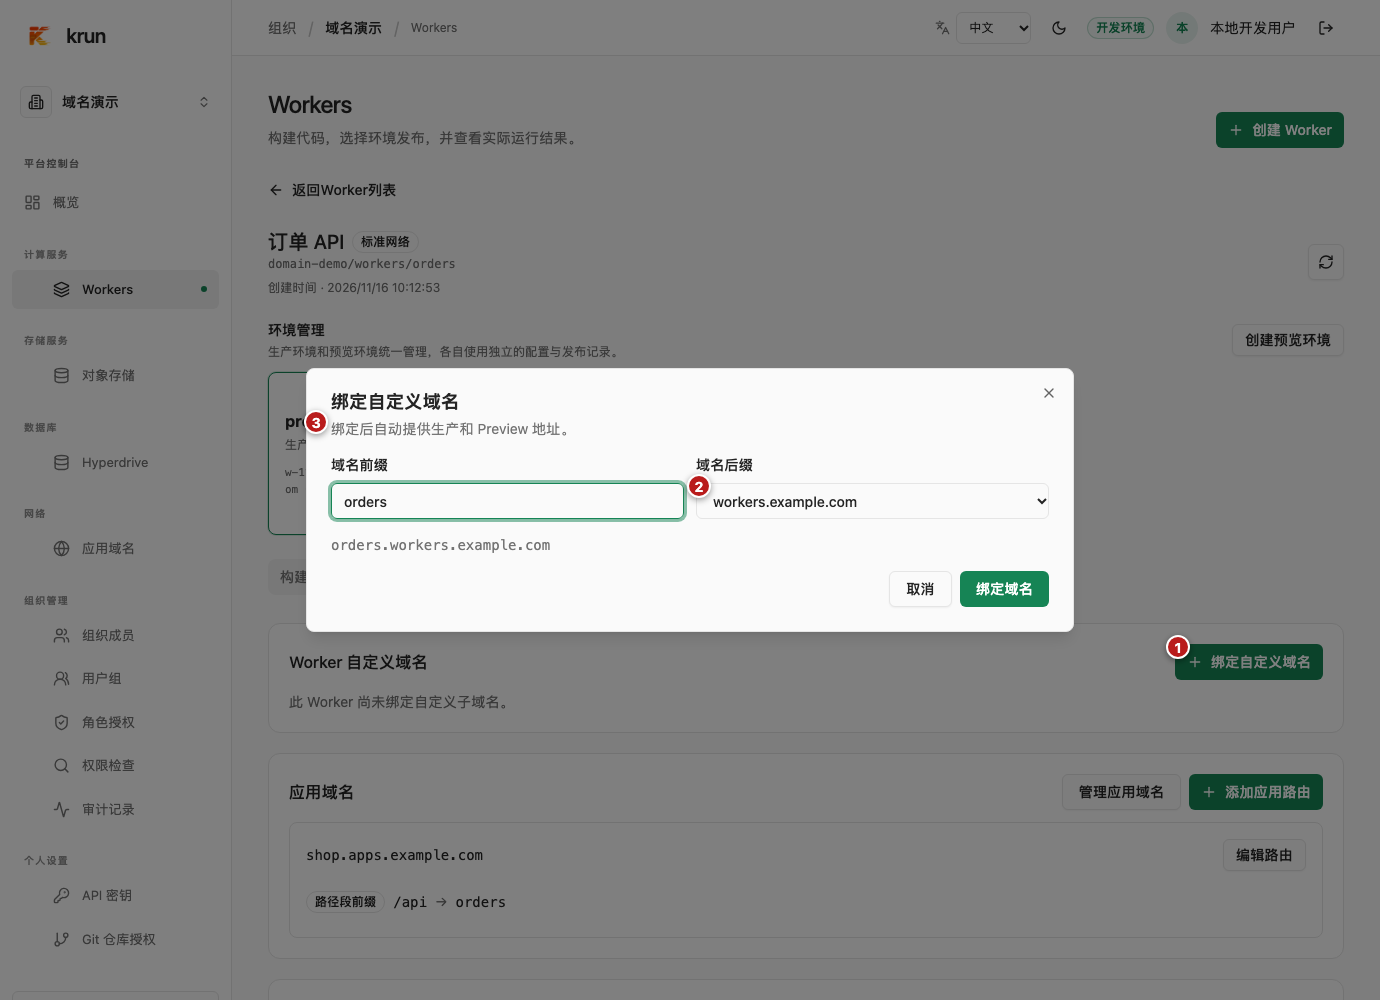 krun
组织 / 域名演示 / Workers
中文
开发环境
本
本地开发用户
域名演示
平台控制台
概览
计算服务
Workers
存储服务
对象存储
数据库
Hyperdrive
网络
应用域名
组织管理
组织成员
用户组
角色授权
权限检查
审计记录
个人设置
API 密钥
Git 仓库授权
Workers
构建代码，选择环境发布，并查看实际运行结果。
+ 创建 Worker
← 返回Worker列表
订单 API 标准网络
domain-demo/workers/orders
创建时间 · 2026/11/16 10:12:53
环境管理
生产环境和预览环境统一管理，各自使用独立的配置与发布记录。
创建预览环境
生产
w-1
om
构建
绑定自定义域名
3
绑定后自动提供生产和 Preview 地址。
域名前缀
域名后缀
2
orders
workers.example.com
orders.workers.example.com
取消
绑定域名
1
Worker 自定义域名
+ 绑定自定义域名
此 Worker 尚未绑定自定义子域名。
应用域名
管理应用域名
+ 添加应用路由
shop.apps.example.com
编辑路由
路径段前缀 /api → orders